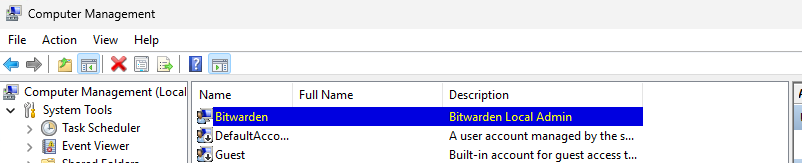 Computer Management
File Action View Help
Computer Management (Local
System Tools
Task Scheduler
Event Viewer
Shared Folders
Name Full Name Description
Bitwarden Bitwarden Local Admin
DefaultAcco... A user account managed by the s...
Guest Built-in account for guest access t...